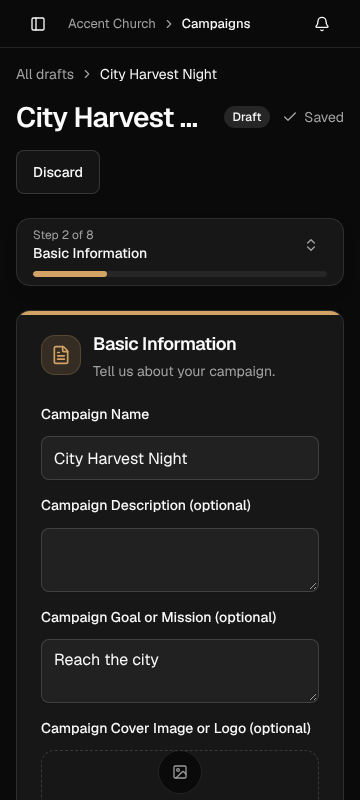 Accent Church > Campaigns
All drafts > City Harvest Night
City Harvest ...
Draft
Saved
Discard
Step 2 of 8
Basic Information
Basic Information
Tell us about your campaign.
Campaign Name
City Harvest Night
Campaign Description (optional)
Campaign Goal or Mission (optional)
Reach the city
Campaign Cover Image or Logo (optional)